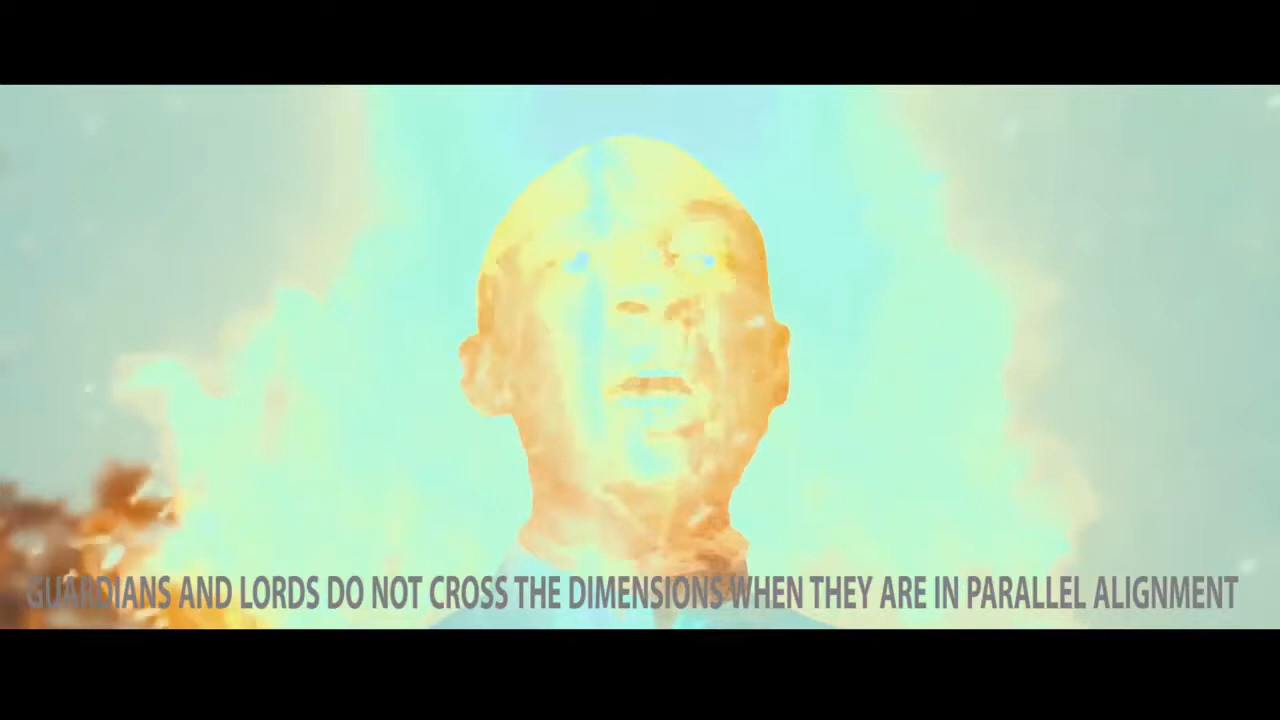 GUARDIANS AND LORDS DO NOT CROSS THE DIMENSIONS WHEN THEY ARE IN PARALLEL ALIGNMENT